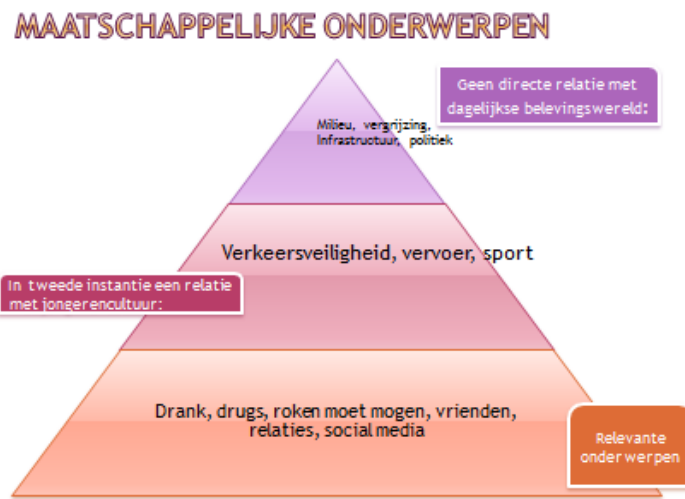 MAATSCHAPPELIJKE ONDERWERPEN
Geen directe relatie met
dagelijkse belevingswereld:
Milieu, vergrijzing,
Infrastructuur, politiek
Verkeersveiligheid, vervoer, sport
In tweede instantie een relatie
met jongerencultuur:
Drank, drugs, roken moet mogen, vrienden,
relaties, social media
Relevante
onderwerpen